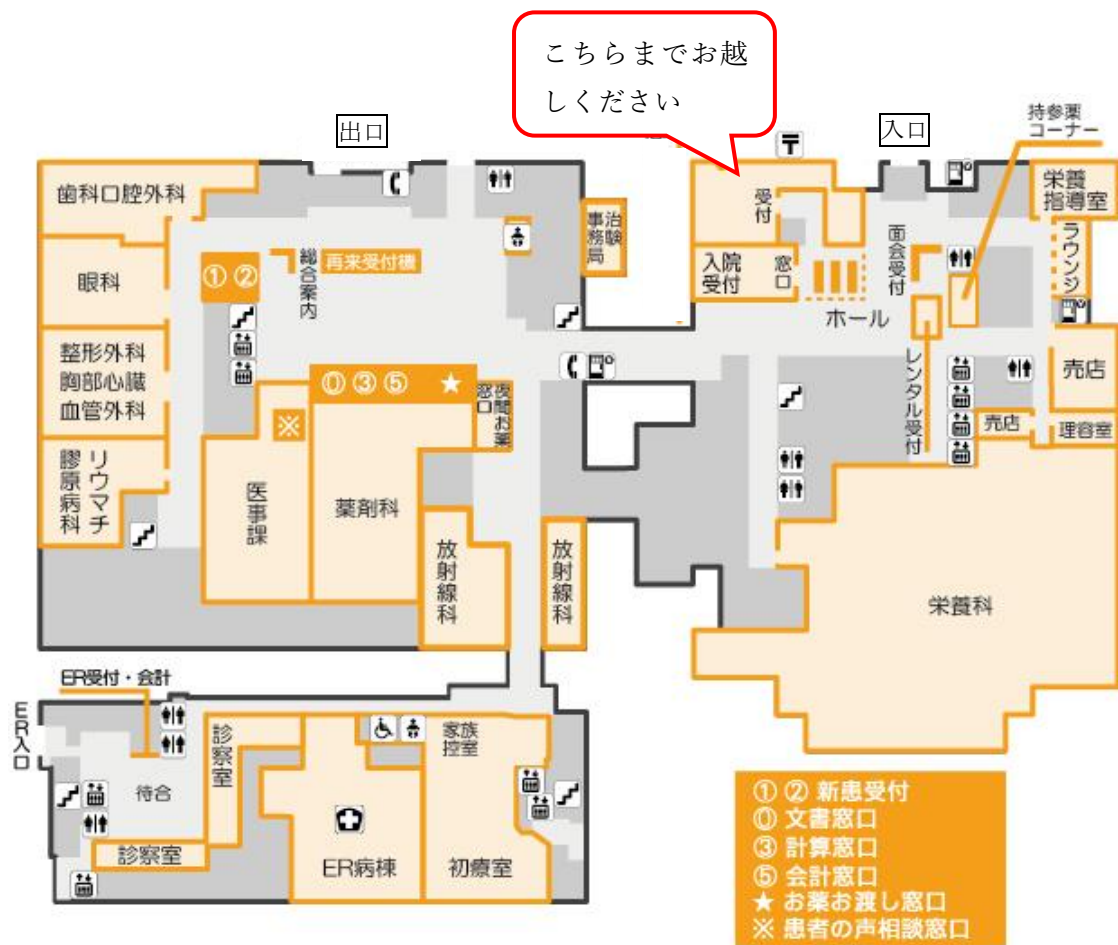 こちらまでお越
しください
出口
入口
持参薬
コーナー
歯科口腔外科
眼科
整形外科
胸部心臓
血管外科
リウマチ
膠原病科
① ②
総合案内
再来受付機
治験
事務局
受付
入院
受付
窓口
面会受付
栄養
指導室
ラウンジ
ホール
レンタル受付
売店
売店
理容室
⓪ ③ ⑤ ★
夜間お薬
窓口
※
医事課
薬剤科
放射線科
放射線科
栄養科
ER受付・会計
ER入口
待合
診察室
診察室
家族
控室
ER病棟
初療室
① ② 新患受付
⓪ 文書窓口
③ 計算窓口
⑤ 会計窓口
★ お薬お渡し窓口
※ 患者の声相談窓口